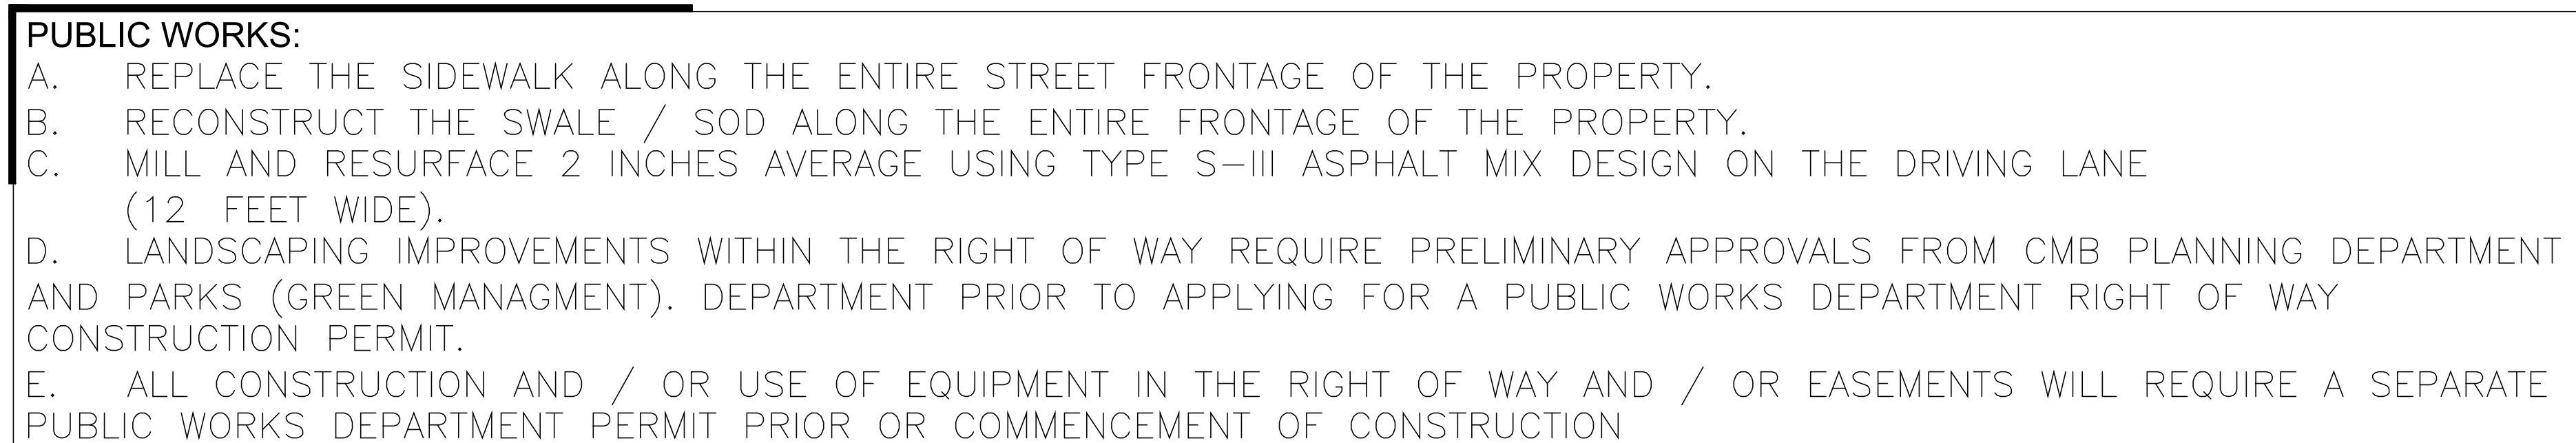 PUBLIC WORKS:
A. REPLACE THE SIDEWALK ALONG THE ENTIRE STREET FRONTAGE OF THE PROPERTY.
B. RECONSTRUCT THE SWALE / SOD ALONG THE ENTIRE FRONTAGE OF THE PROPERTY.
C. MILL AND RESURFACE 2 INCHES AVERAGE USING TYPE S-III ASPHALT MIX DESIGN ON THE DRIVING LANE
(12 FEET WIDE).
D. LANDSCAPING IMPROVEMENTS WITHIN THE RIGHT OF WAY REQUIRE PRELIMINARY APPROVALS FROM CMB PLANNING DEPARTMENT
AND PARKS (GREEN MANAGMENT). DEPARTMENT PRIOR TO APPLYING FOR A PUBLIC WORKS DEPARTMENT RIGHT OF WAY
CONSTRUCTION PERMIT.
E. ALL CONSTRUCTION AND / OR USE OF EQUIPMENT IN THE RIGHT OF WAY AND / OR EASEMENTS WILL REQUIRE A SEPARATE
PUBLIC WORKS DEPARTMENT PERMIT PRIOR OR COMMENCEMENT OF CONSTRUCTION